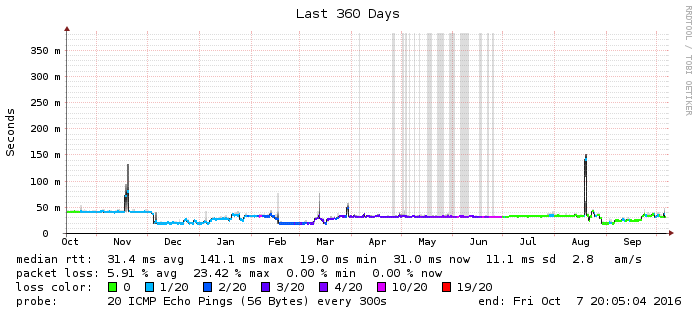 Last 360 Days
RRDTOOL / TOBI OETIKER
Seconds
350 m
300 m
250 m
200 m
150 m
100 m
50 m
0
Oct Nov Dec Jan Feb Mar Apr May Jun Jul Aug Sep
median rtt: 31.4 ms avg 141.1 ms max 19.0 ms min 31.0 ms now 11.1 ms sd 2.8 am/s
packet loss: 5.91 % avg 23.42 % max 0.00 % min 0.00 % now
loss color: 0 1/20 2/20 3/20 4/20 10/20 19/20
probe: 20 ICMP Echo Pings (56 Bytes) every 300s end: Fri Oct 7 20:05:04 2016